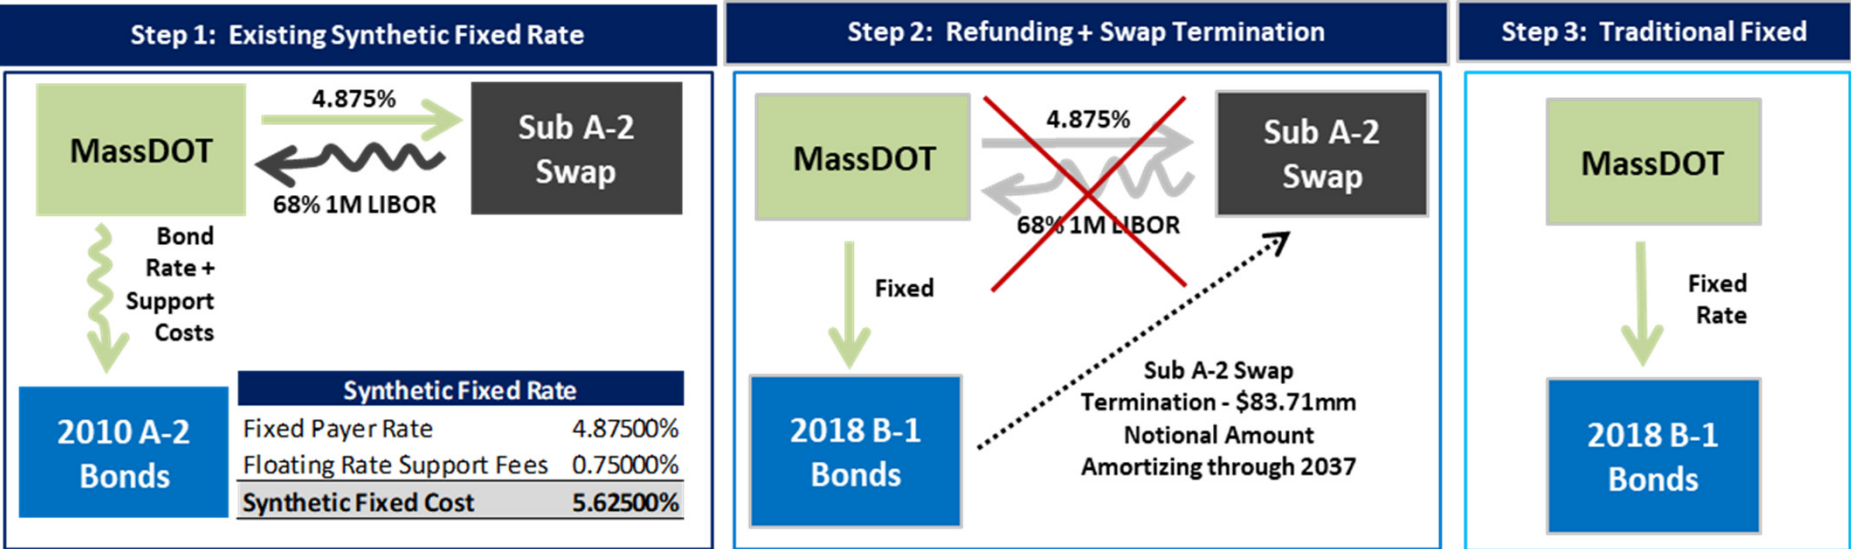 Step 1: Existing Synthetic Fixed Rate
MassDOT
4.875%
68% 1M LIBOR
Sub A-2
Swap
Bond
Rate +
Support
Costs
2010 A-2
Bonds
Synthetic Fixed Rate
Fixed Payer Rate 4.87500%
Floating Rate Support Fees 0.75000%
Synthetic Fixed Cost 5.62500%
Step 2: Refunding + Swap Termination
MassDOT
4.875%
68% 1M LIBOR
Sub A-2
Swap
Fixed
2018 B-1
Bonds
Sub A-2 Swap
Termination - $83.71mm
Notional Amount
Amortizing through 2037
Step 3: Traditional Fixed
MassDOT
Fixed
Rate
2018 B-1
Bonds